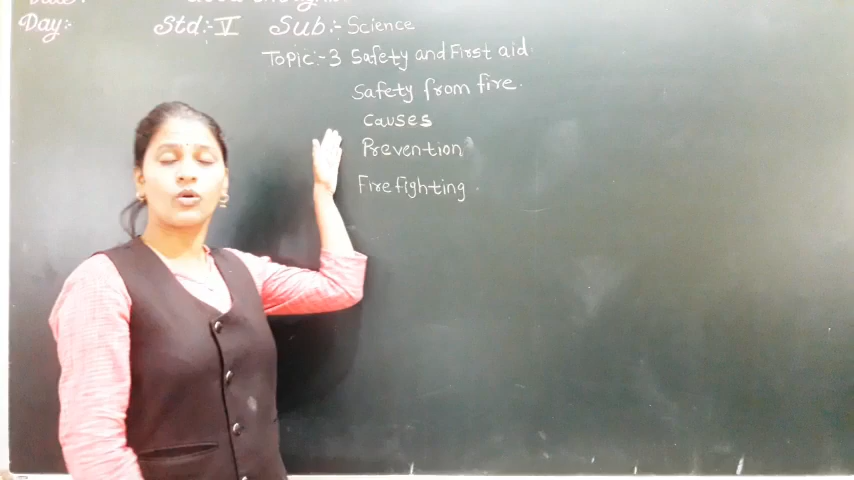 Day:-    Std:- V    Sub:- Science
Topic:- 3 Safety and First aid.
Safety from fire.
Causes
Prevention
Fire fighting.